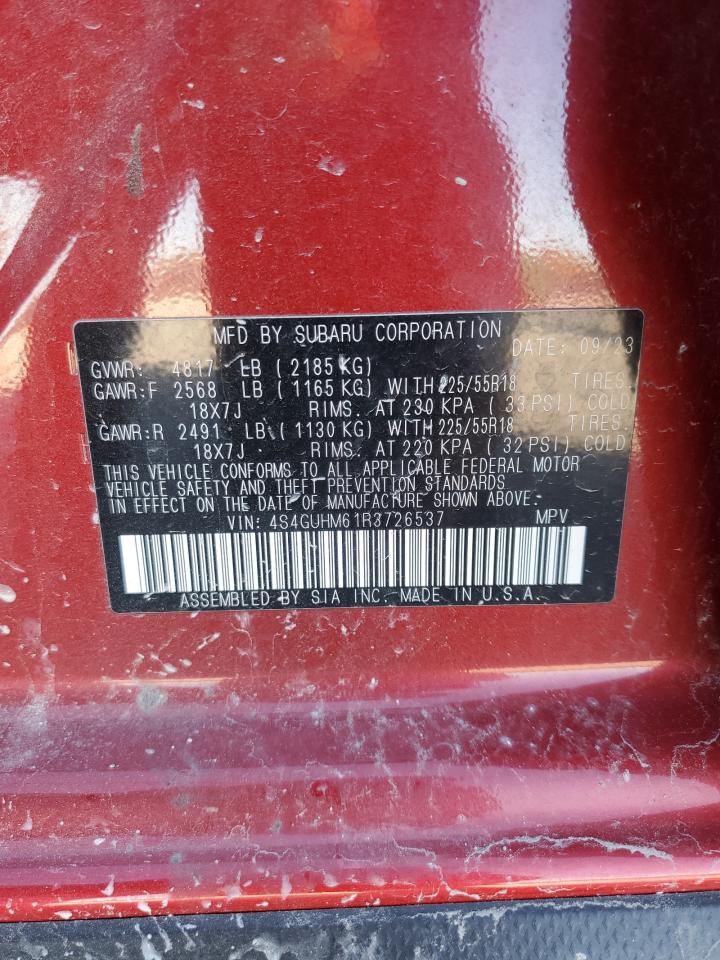 MFD BY SUBARU CORPORATION DATE: 09/23
GVWR: 4817 LB (2185 KG)
GAWR:F 2568 LB (1165 KG) WITH 225/55R18 TIRES.
18X7J RIMS. AT 230 KPA (33 PSI) COLD
GAWR:R 2491 LB (1130 KG) WITH 225/55R18 TIRES.
18X7J RIMS. AT 220 KPA (32 PSI) COLD
THIS VEHICLE CONFORMS TO ALL APPLICABLE FEDERAL MOTOR
VEHICLE SAFETY AND THEFT PREVENTION STANDARDS
IN EFFECT ON THE DATE OF MANUFACTURE SHOWN ABOVE.
VIN: 4S4GUHM61R3726537 MPV
ASSEMBLED BY SIA INC. MADE IN U.S.A.